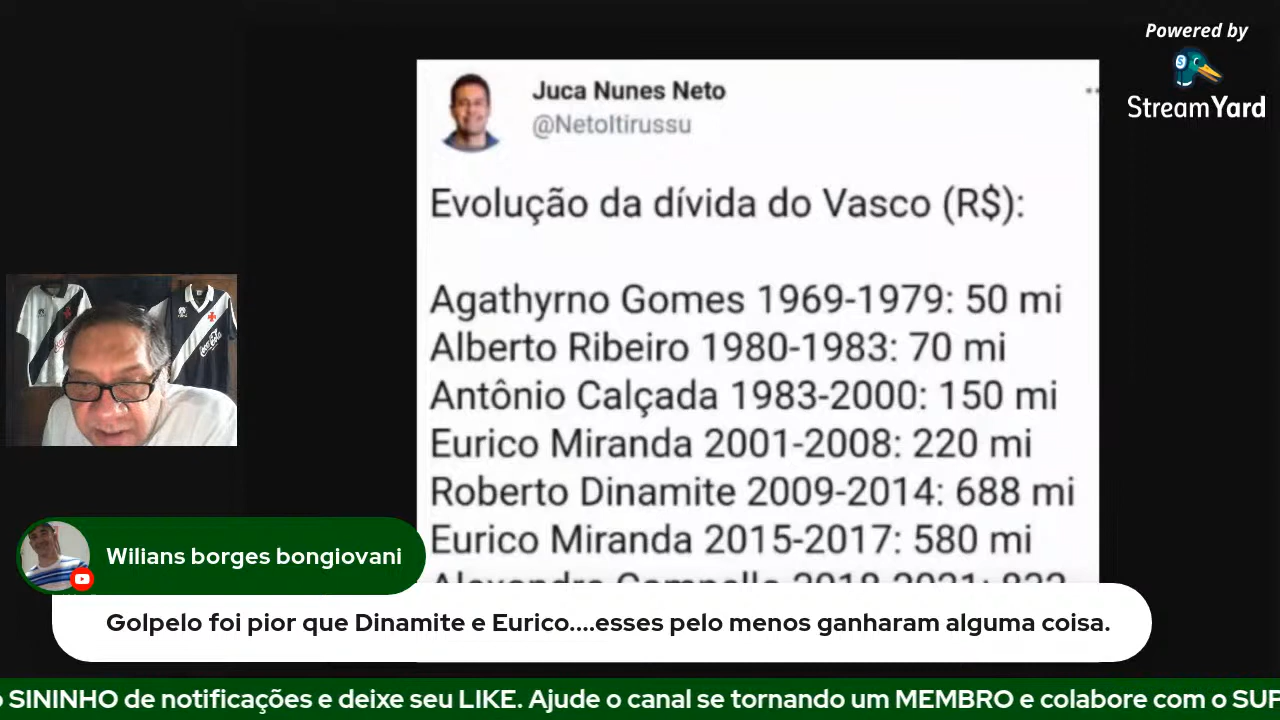 Powered by
StreamYard
Juca Nunes Neto
@NetoItirussu
Evolução da dívida do Vasco (R$):
Agathyrno Gomes 1969-1979: 50 mi
Alberto Ribeiro 1980-1983: 70 mi
Antônio Calçada 1983-2000: 150 mi
Eurico Miranda 2001-2008: 220 mi
Roberto Dinamite 2009-2014: 688 mi
Eurico Miranda 2015-2017: 580 mi
Wilians borges bongiovani
Golpelo foi pior que Dinamite e Eurico....esses pelo menos ganharam alguma coisa.
SININHO de notificações e deixe seu LIKE. Ajude o canal se tornando um MEMBRO e colabore com o